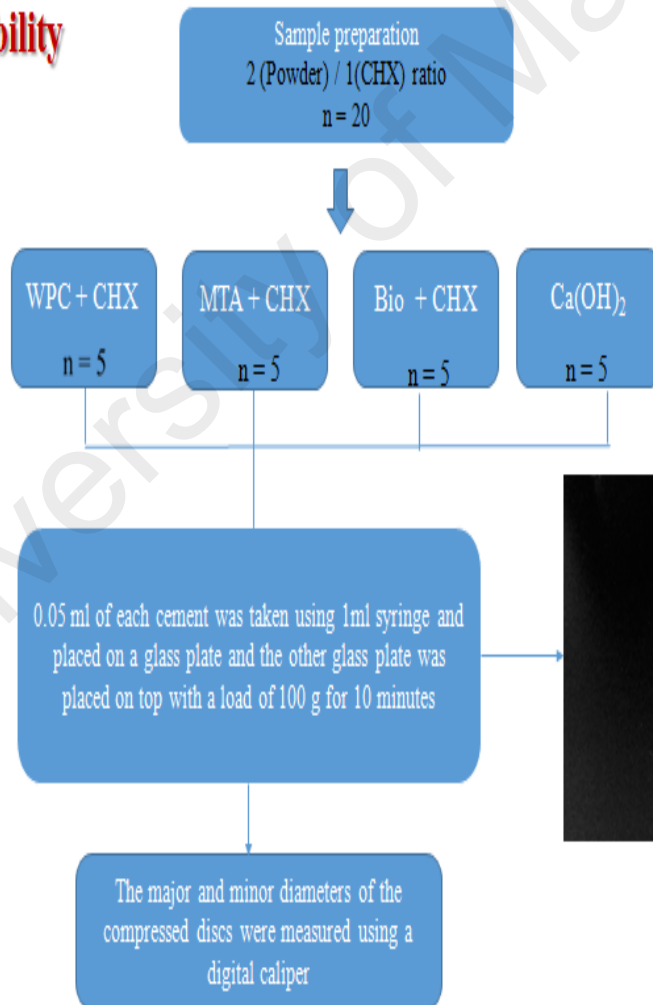 bility
Sample preparation
2 (Powder) / 1(CHX) ratio
n = 20
WPC + CHX
n = 5
MTA + CHX
n = 5
Bio + CHX
n = 5
Ca(OH)₂
n = 5
0.05 ml of each cement was taken using 1ml syringe and
placed on a glass plate and the other glass plate was
placed on top with a load of 100 g for 10 minutes
The major and minor diameters of the
compressed discs were measured using a
digital caliper
versity of Ma